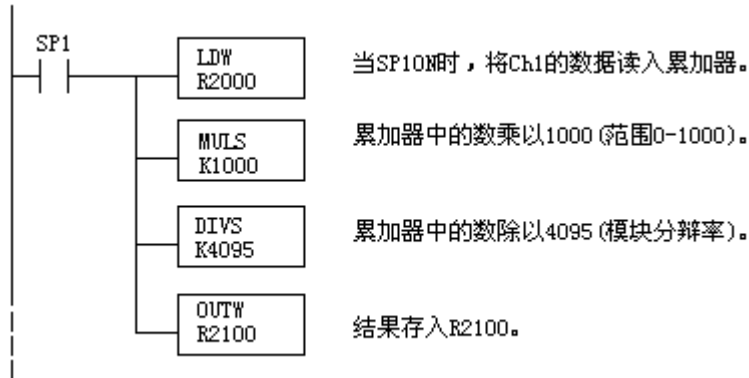 SP1
LDW
R2000
当SP1ON时，将Ch1的数据读入累加器。
MULS
K1000
累加器中的数乘以1000(范围0-1000)。
DIVS
K4095
累加器中的数除以4095(模块分辩率)。
OUTW
R2100
结果存入R2100。